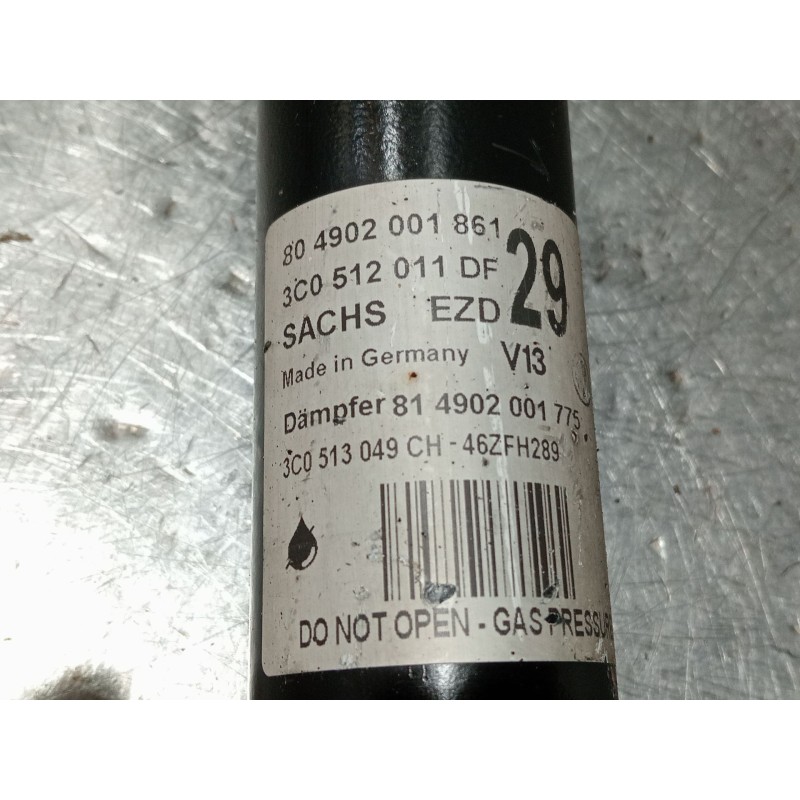 80 4902 001 861
3C0 512 011 DF 29
SACHS EZD
Made in Germany V13
Dämpfer 81 4902 001 775
3C0 513 049 CH - 46ZFH289
DO NOT OPEN - GAS PRESSUR